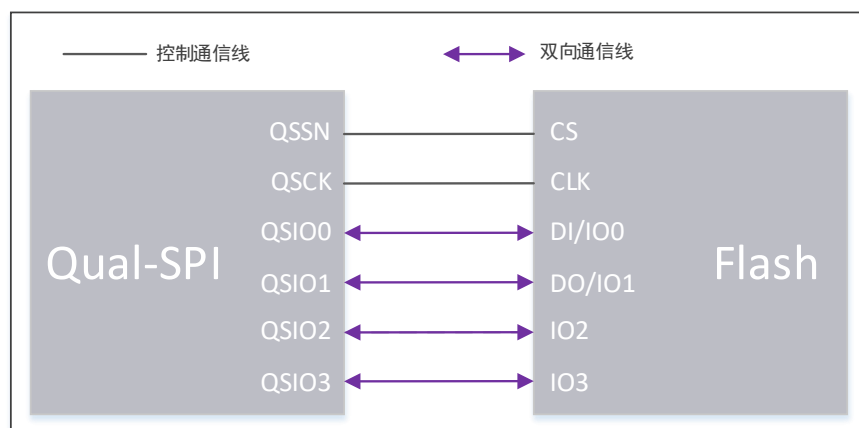 控制通信线
双向通信线
QSSN
CS
QSCK
CLK
QSIO0
DI/IO0
Qual-SPI
Flash
QSIO1
DO/IO1
QSIO2
IO2
QSIO3
IO3